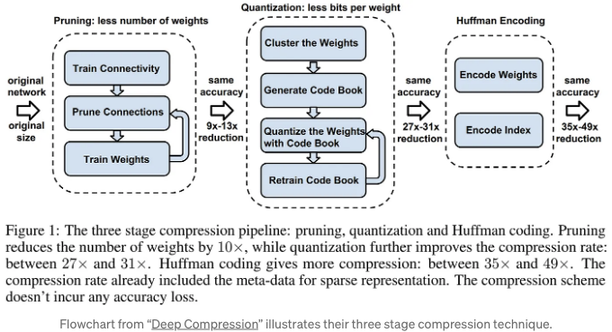 Pruning: less number of weights
Train Connectivity
Prune Connections
Train Weights
original
network
original
size
same
accuracy
9x-13x
reduction
Quantization: less bits per weight
Cluster the Weights
Generate Code Book
Quantize the Weights
with Code Book
Retrain Code Book
same
accuracy
27x-31x
reduction
Huffman Encoding
Encode Weights
Encode Index
same
accuracy
35x-49x
reduction
Figure 1: The three stage compression pipeline: pruning, quantization and Huffman coding. Pruning
reduces the number of weights by 10×, while quantization further improves the compression rate:
between 27× and 31×. Huffman coding gives more compression: between 35× and 49×. The
compression rate already included the meta-data for sparse representation. The compression scheme
doesn't incur any accuracy loss.
Flowchart from “Deep Compression” illustrates their three stage compression technique.